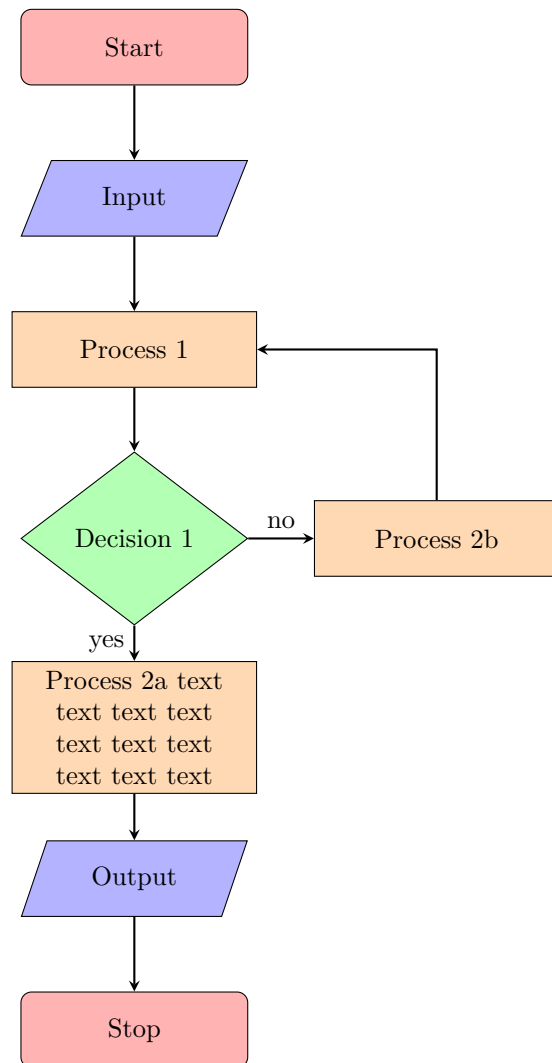 Start
Input
Process 1
Decision 1
no
Process 2b
yes
Process 2a text
text text text
text text text
text text text
Output
Stop